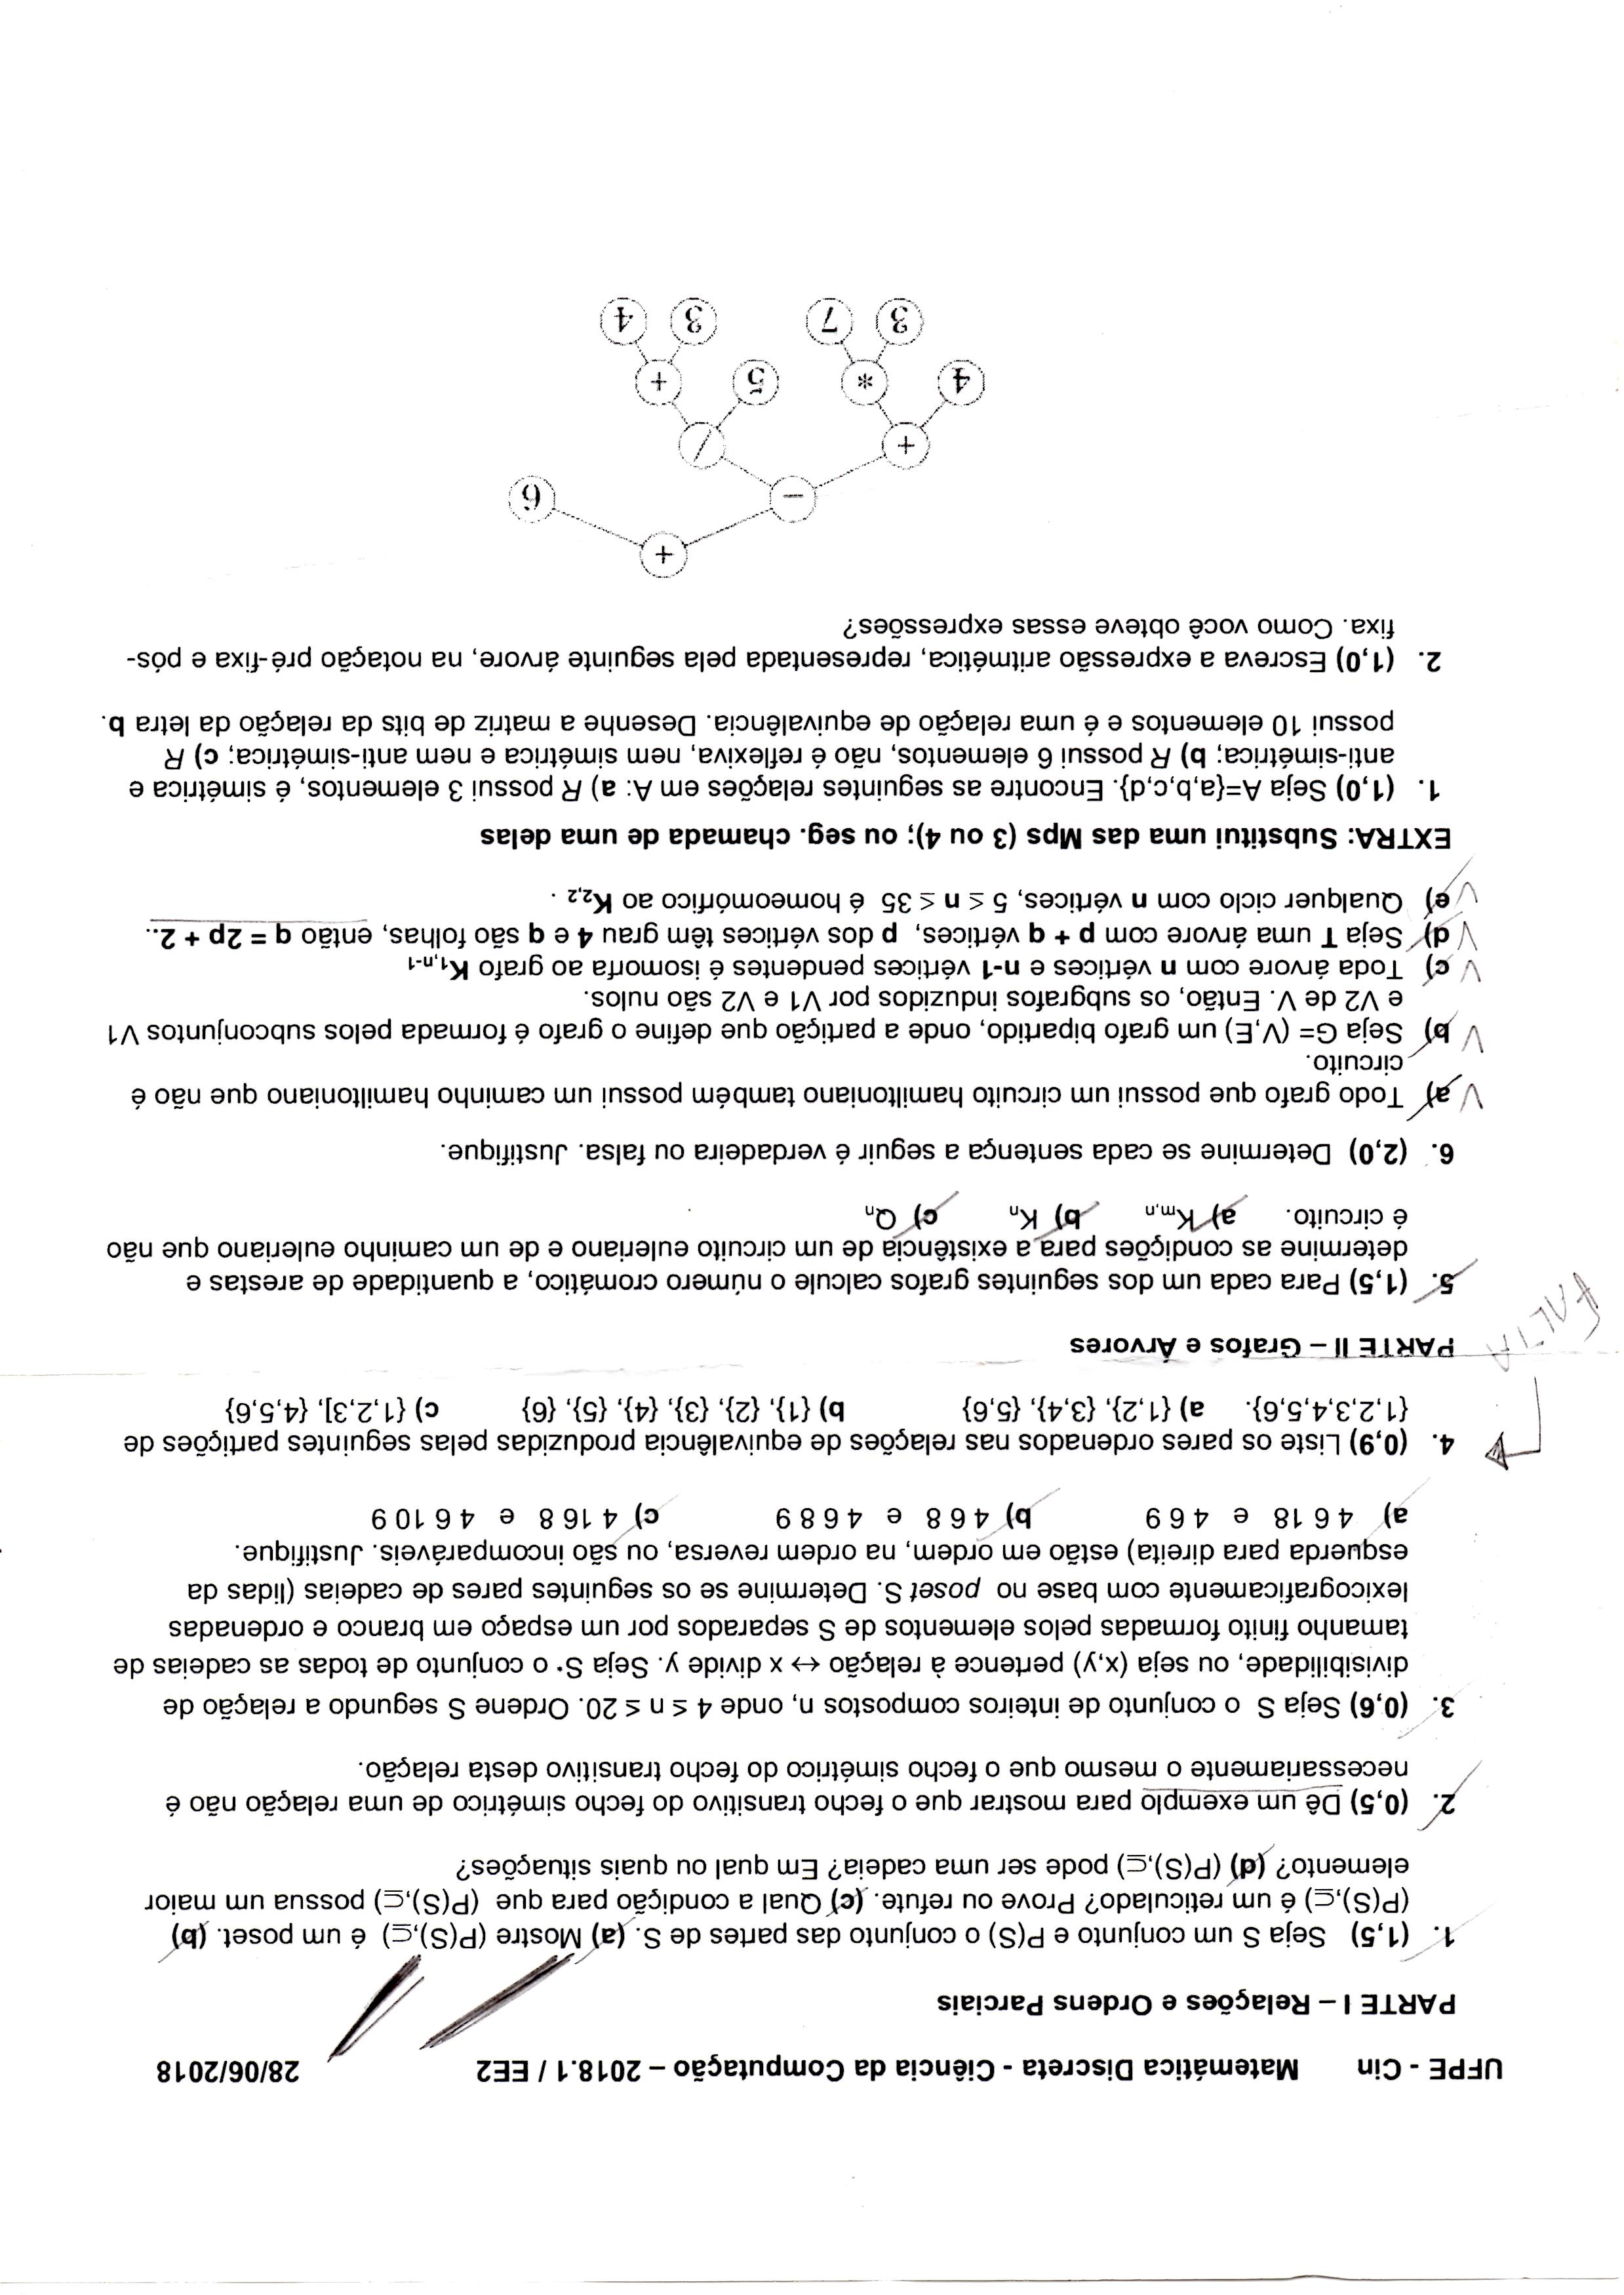 UFPE - Cin Matemática Discreta - Ciência da Computação – 2018.1 / EE2 28/06/2018
PARTE I – Relações e Ordens Parciais
1. (1,5) Seja S um conjunto e P(S) o conjunto das partes de S. (a) Mostre (P(S),⊆) é um poset. (b)
(P(S),⊆) é um reticulado? Prove ou refute. (c) Qual a condição para que (P(S),⊆) possua um maior
elemento? (d) (P(S),⊆) pode ser uma cadeia? Em qual ou quais situações?
2. (0,5) Dê um exemplo para mostrar que o fecho transitivo do fecho simétrico de uma relação não é
necessariamente o mesmo que o fecho simétrico do fecho transitivo desta relação.
3. (0,6) Seja S o conjunto de inteiros compostos n, onde 4 ≤ n ≤ 20. Ordene S segundo a relação de
divisibilidade, ou seja (x,y) pertence à relação ↔ x divide y. Seja S* o conjunto de todas as cadeias de
tamanho finito formadas pelos elementos de S separados por um espaço em branco e ordenadas
lexicograficamente com base no poset S. Determine se os seguintes pares de cadeias (lidas da
esquerda para direita) estão em ordem, na ordem reversa, ou são incomparáveis. Justifique.
a) 4 6 18 e 4 6 9 b) 4 6 8 e 4 6 8 9 c) 4 16 8 e 4 6 10 9
4. (0,9) Liste os pares ordenados nas relações de equivalência produzidas pelas seguintes partições de
{1,2,3,4,5,6}. a) {1,2}, {3,4}, {5,6} b) {1}, {2}, {3}, {4}, {5}, {6} c) {1,2,3], {4,5,6}
FALTA
PARTE II – Grafos e Árvores
5. (1,5) Para cada um dos seguintes grafos calcule o número cromático, a quantidade de arestas e
determine as condições para a existência de um circuito euleriano e de um caminho euleriano que não
é circuito. a) Km,n b) Kn c) Qn
6. (2,0) Determine se cada sentença a seguir é verdadeira ou falsa. Justifique.
V a) Todo grafo que possui um circuito hamiltoniano também possui um caminho hamiltoniano que não é
circuito.
V b) Seja G= (V,E) um grafo bipartido, onde a partição que define o grafo é formada pelos subconjuntos V1
e V2 de V. Então, os subgrafos induzidos por V1 e V2 são nulos.
V c) Toda árvore com n vértices e n-1 vértices pendentes é isomorfa ao grafo K1,n-1
V d) Seja T uma árvore com p + q vértices, p dos vértices têm grau 4 e q são folhas, então q = 2p + 2..
V e) Qualquer ciclo com n vértices, 5 ≤ n ≤ 35 é homeomórfico ao K2,2 .
EXTRA: Substitui uma das Mps (3 ou 4); ou seg. chamada de uma delas
1. (1,0) Seja A={a,b,c,d}. Encontre as seguintes relações em A: a) R possui 3 elementos, é simétrica e
anti-simétrica; b) R possui 6 elementos, não é reflexiva, nem simétrica e nem anti-simétrica; c) R
possui 10 elementos e é uma relação de equivalência. Desenhe a matriz de bits da relação da letra b.
2. (1,0) Escreva a expressão aritmética, representada pela seguinte árvore, na notação pré-fixa e pós-
fixa. Como você obteve essas expressões?
+
− 6
+ /
4 * 5 +
3 7 3 4